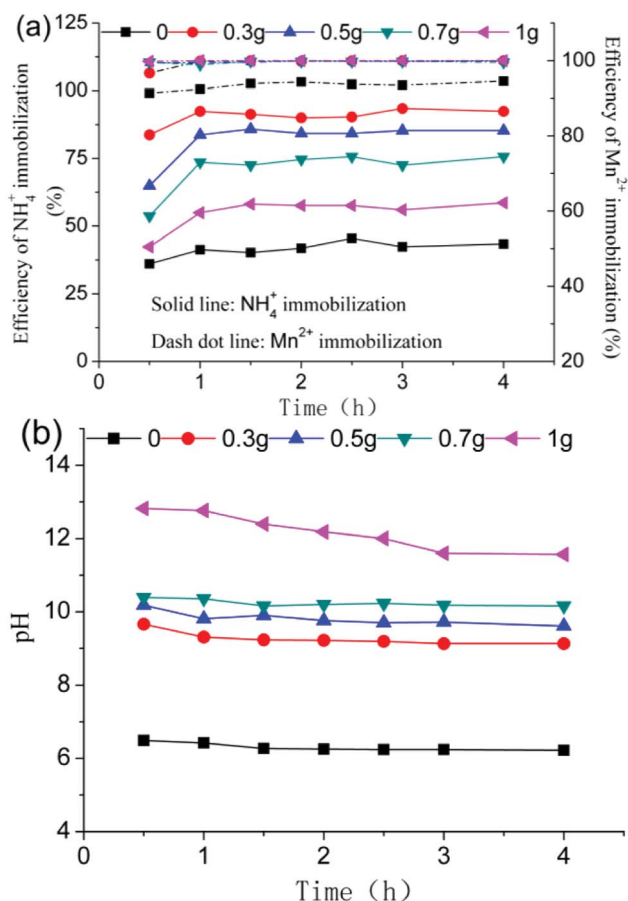 (a)
0 0.3g 0.5g 0.7g 1g
125
100
75
50
25
0
Efficiency of NH₄⁺ immobilization
(%)
100
80
60
40
20
Efficiency of Mn²⁺
immobilization (%)
Solid line: NH₄⁺ immobilization
Dash dot line: Mn²⁺ immobilization
0 1 2 3 4
Time (h)
(b)
0 0.3g 0.5g 0.7g 1g
14
12
10
8
6
4
pH
0 1 2 3 4
Time (h)